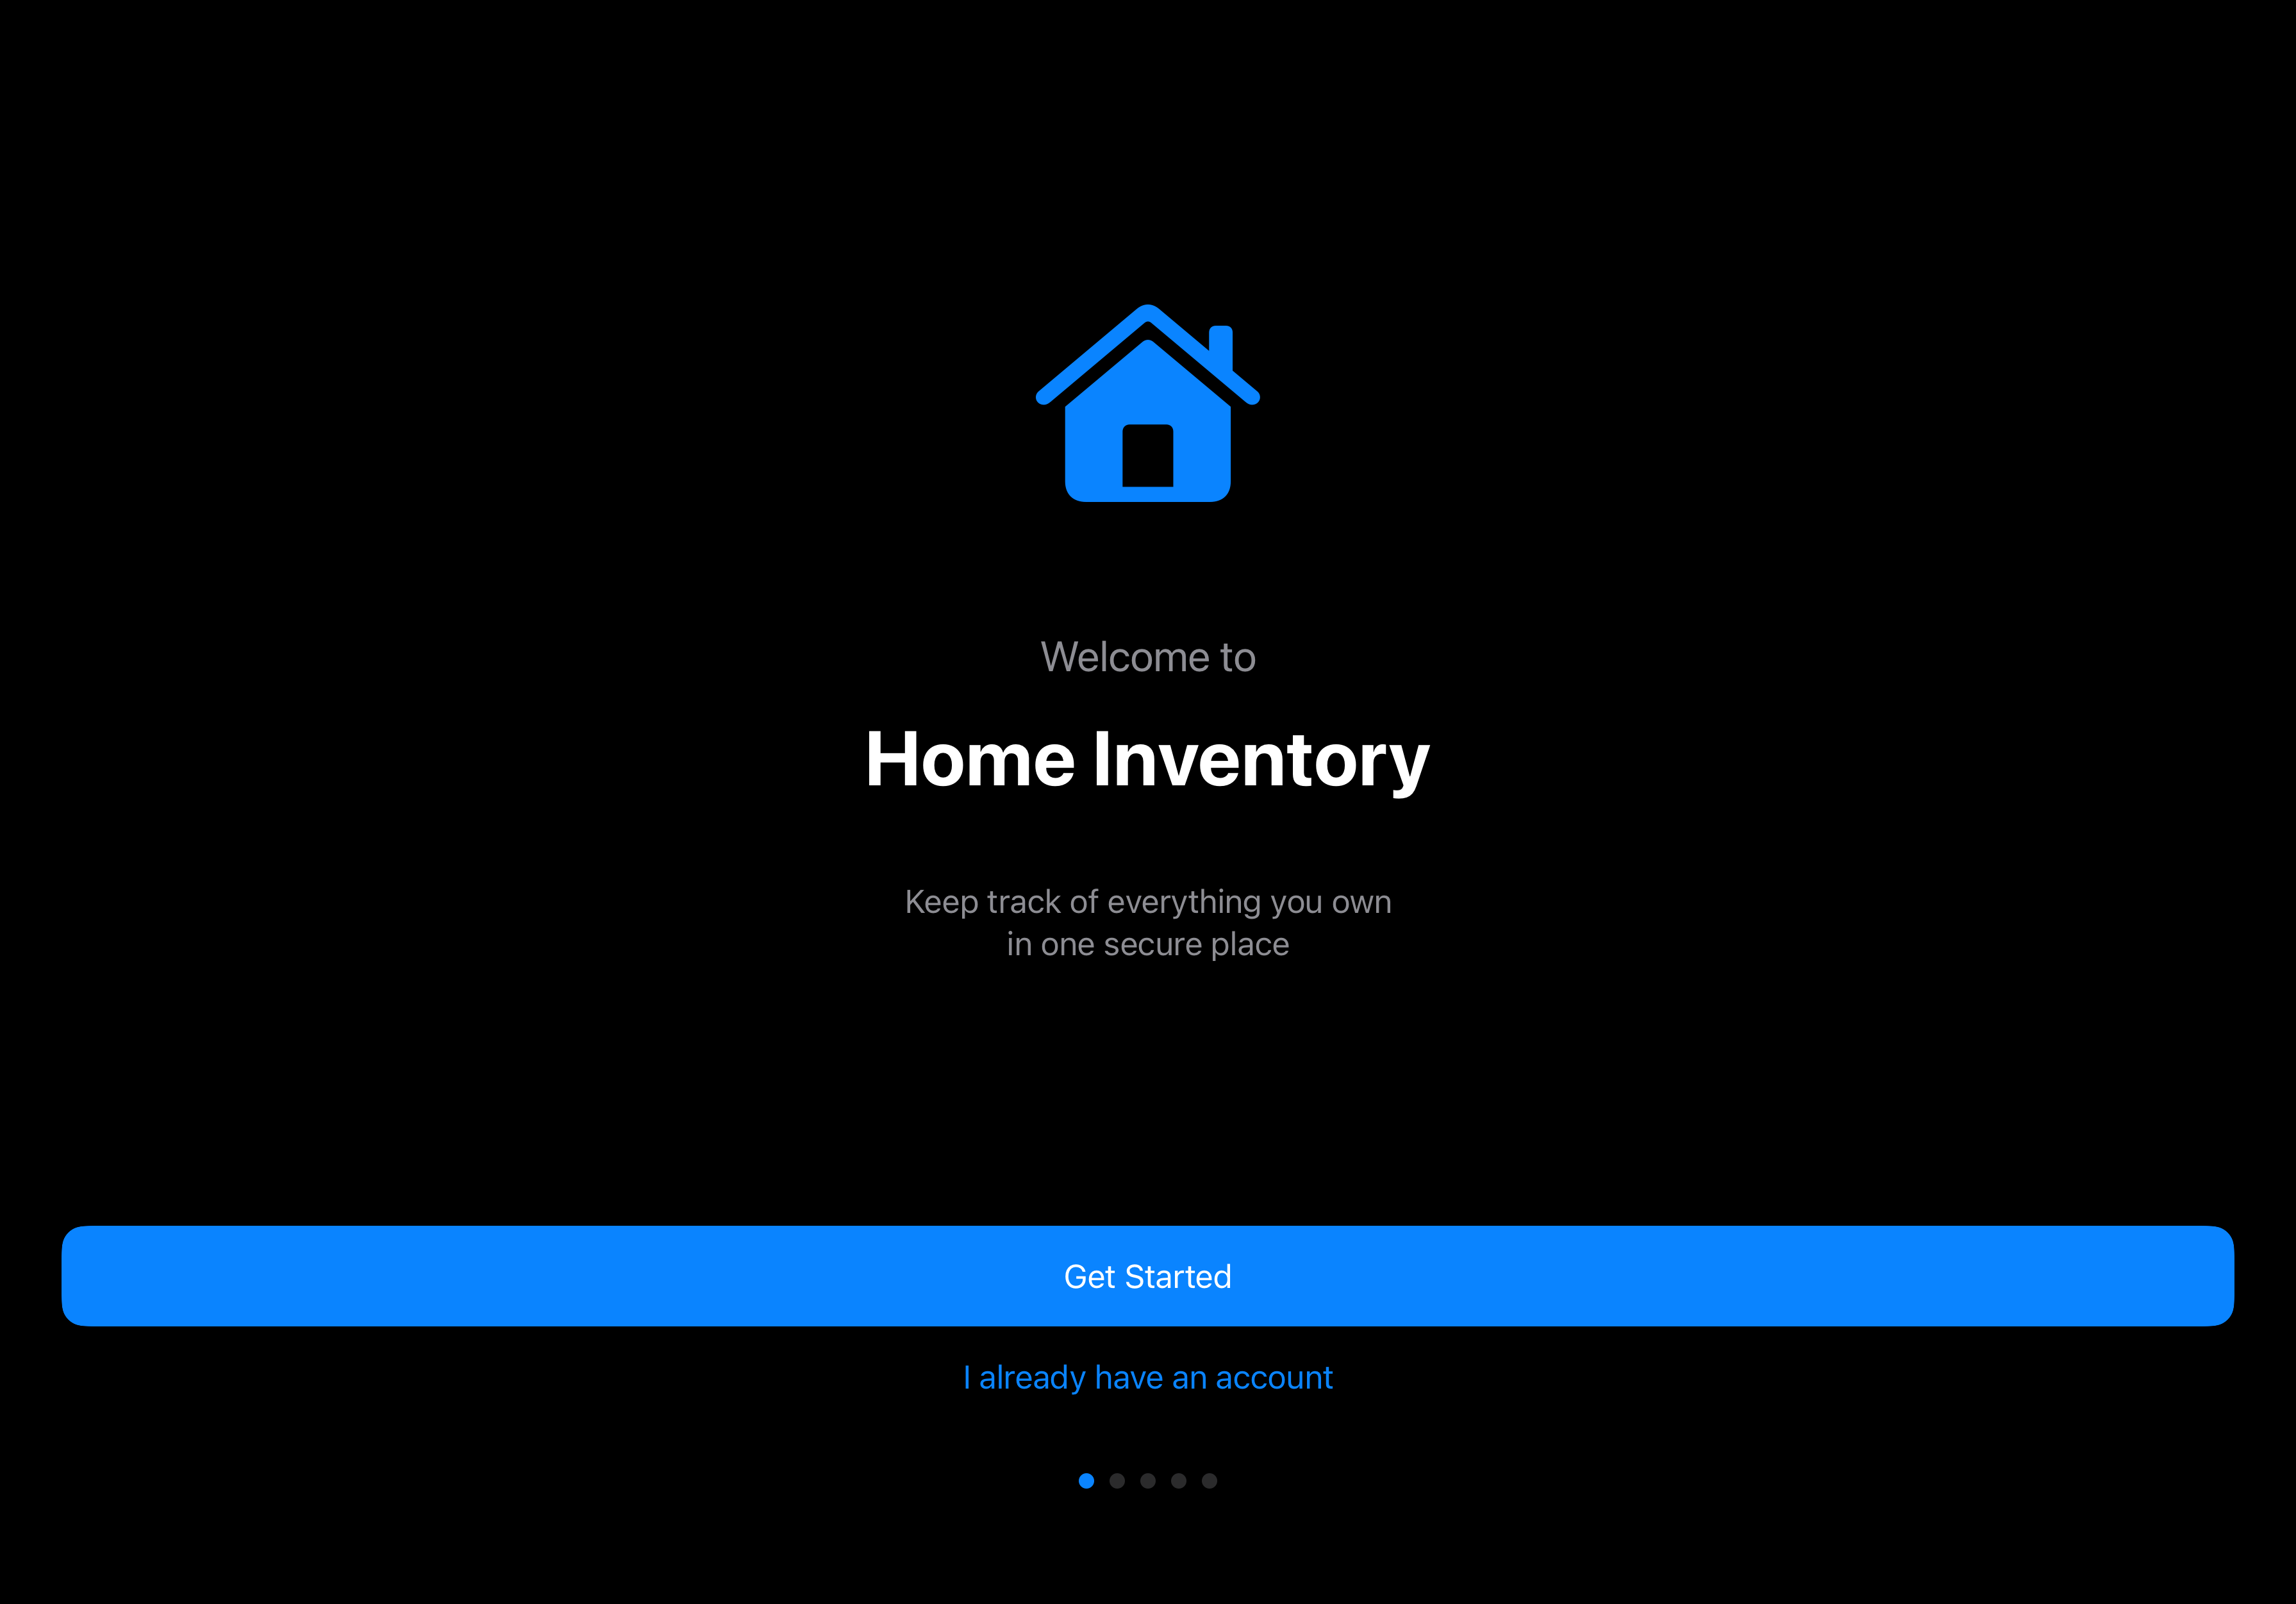 Welcome to
Home Inventory
Keep track of everything you own
in one secure place
Get Started
I already have an account